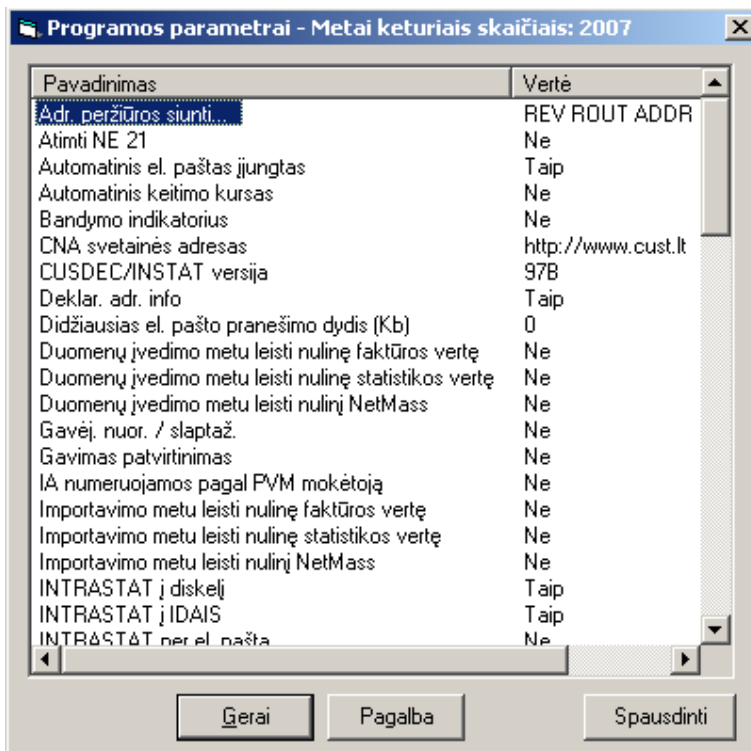 Programos parametrai - Metai keturiais skaičiais: 2007
Pavadinimas Vertė
Adr. peržiūros siunti... REV ROUT ADDR
Atimti NE 21 Ne
Automatinis el. paštas įjungtas Taip
Automatinis keitimo kursas Ne
Bandymo indikatorius Ne
CNA svetainės adresas http://www.cust.lt
CUSDEC/INSTAT versija 97B
Deklar. adr. info Taip
Didžiausias el. pašto pranešimo dydis (Kb) 0
Duomenų įvedimo metu leisti nulinę faktūros vertę Ne
Duomenų įvedimo metu leisti nulinę statistikos vertę Ne
Duomenų įvedimo metu leisti nulinį NetMass Ne
Gavėj. nuor. / slaptaž. Ne
Gavimas patvirtinimas Ne
IA numeruojamos pagal PVM mokėtoją Ne
Importavimo metu leisti nulinę faktūros vertę Ne
Importavimo metu leisti nulinę statistikos vertę Ne
Importavimo metu leisti nulinį NetMass Ne
INTRASTAT į diskelį Taip
INTRASTAT į IDAIS Taip
INTRASTAT per el. paštą Ne
Gerai Pagalba Spausdinti